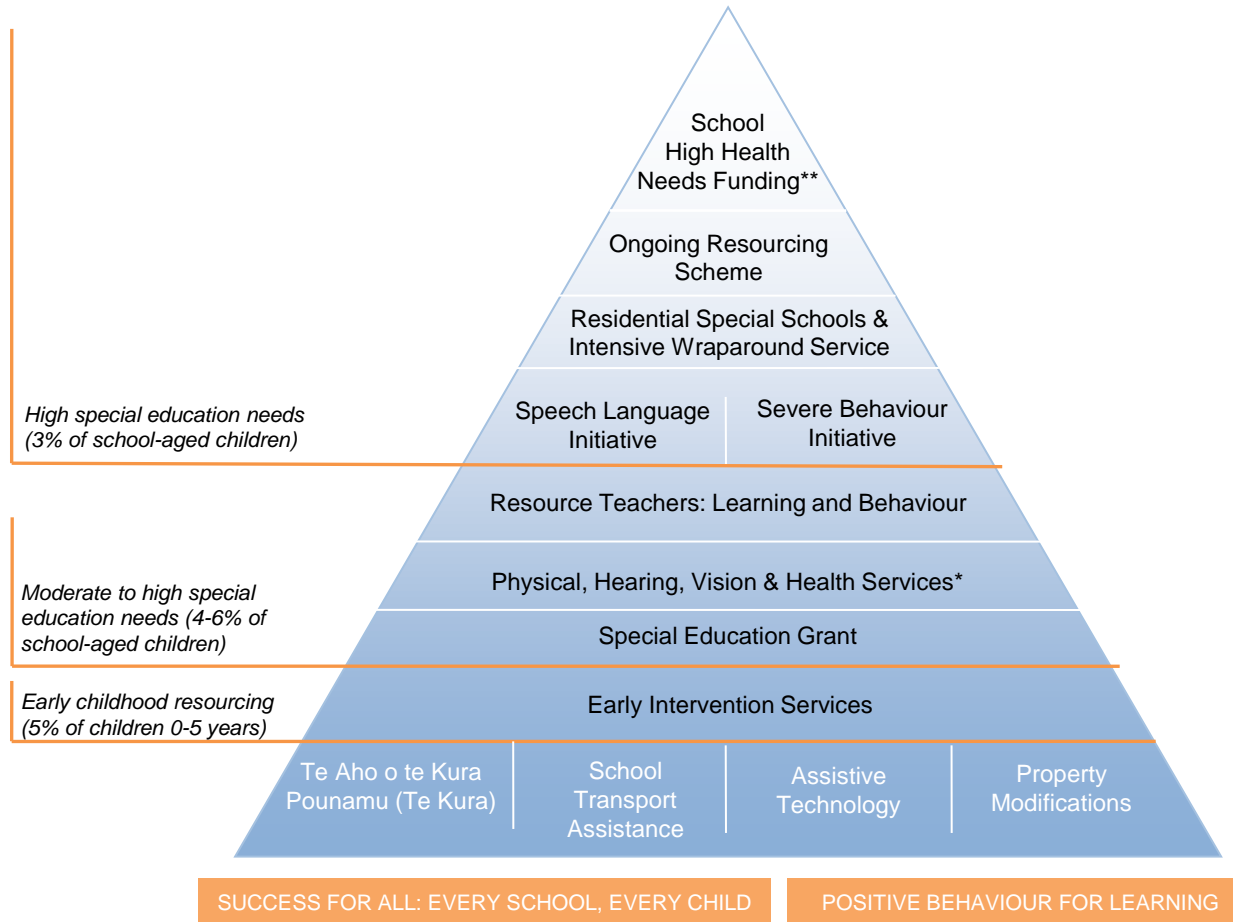 School
High Health
Needs Funding**
Ongoing Resourcing
Scheme
Residential Special Schools &
Intensive Wraparound Service
High special education needs
(3% of school-aged children)
Speech Language
Initiative
Severe Behaviour
Initiative
Resource Teachers: Learning and Behaviour
Moderate to high special
education needs (4-6% of
school-aged children)
Physical, Hearing, Vision & Health Services*
Special Education Grant
Early childhood resourcing
(5% of children 0-5 years)
Early Intervention Services
Te Aho o te Kura
Pounamu (Te Kura)
School
Transport
Assistance
Assistive
Technology
Property
Modifications
SUCCESS FOR ALL: EVERY SCHOOL, EVERY CHILD
POSITIVE BEHAVIOUR FOR LEARNING